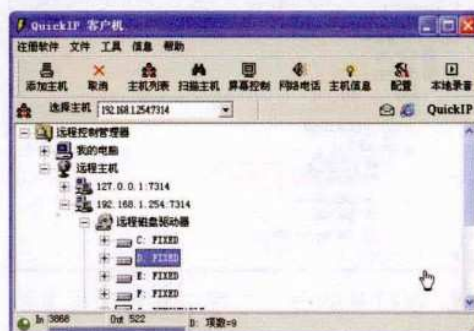 QuickIP 客户机
注册软件 文件 工具 信息 帮助
添加主机 取消 主机列表 扫描主机 屏幕控制 网络电话 主机信息 配置 本地录音
选择主机 192.168.1.254:7314 QuickIP
远程控制管理器
我的电脑
远程主机
127.0.0.1:7314
192.168.1.254:7314
远程磁盘驱动器
C: FIXED
D: FIXED
E: FIXED
F: FIXED
In 3868 Out 522 D: 项数=9